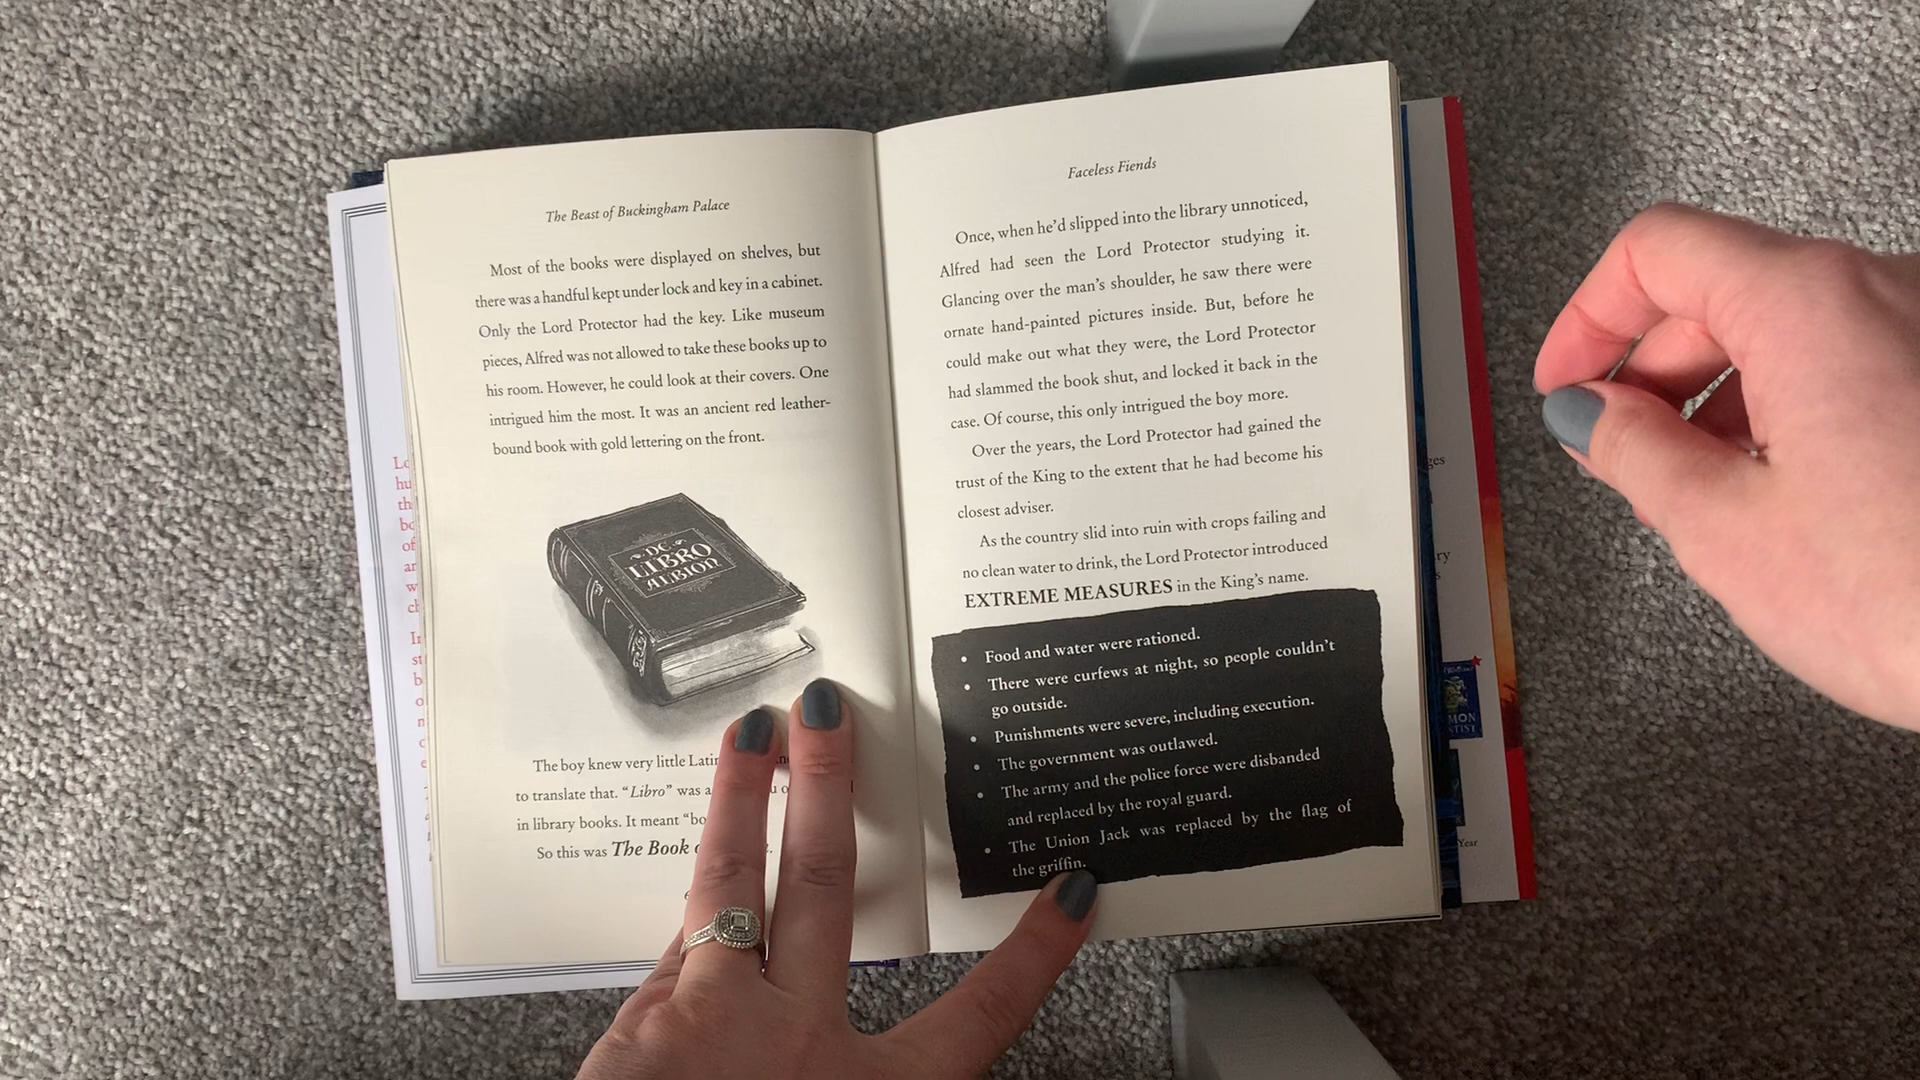 The Beast of Buckingham Palace
Most of the books were displayed on shelves, but
there was a handful kept under lock and key in a cabinet.
Only the Lord Protector had the key. Like museum
pieces, Alfred was not allowed to take these books up to
his room. However, he could look at their covers. One
intrigued him the most. It was an ancient red leather-
bound book with gold lettering on the front.
DE
LIBRO
ALBION
The boy knew very little Latin
to translate that. “Libro” was a
in library books. It meant “bo
So this was The Book
Faceless Fiends
Once, when he’d slipped into the library unnoticed,
Alfred had seen the Lord Protector studying it.
Glancing over the man’s shoulder, he saw there were
ornate hand-painted pictures inside. But, before he
could make out what they were, the Lord Protector
had slammed the book shut, and locked it back in the
case. Of course, this only intrigued the boy more.
Over the years, the Lord Protector had gained the
trust of the King to the extent that he had become his
closest adviser.
As the country slid into ruin with crops failing and
no clean water to drink, the Lord Protector introduced
EXTREME MEASURES in the King’s name.
• Food and water were rationed.
• There were curfews at night, so people couldn’t
go outside.
• Punishments were severe, including execution.
• The government was outlawed.
• The army and the police force were disbanded
and replaced by the royal guard.
• The Union Jack was replaced by the flag of
the griffin.
Year